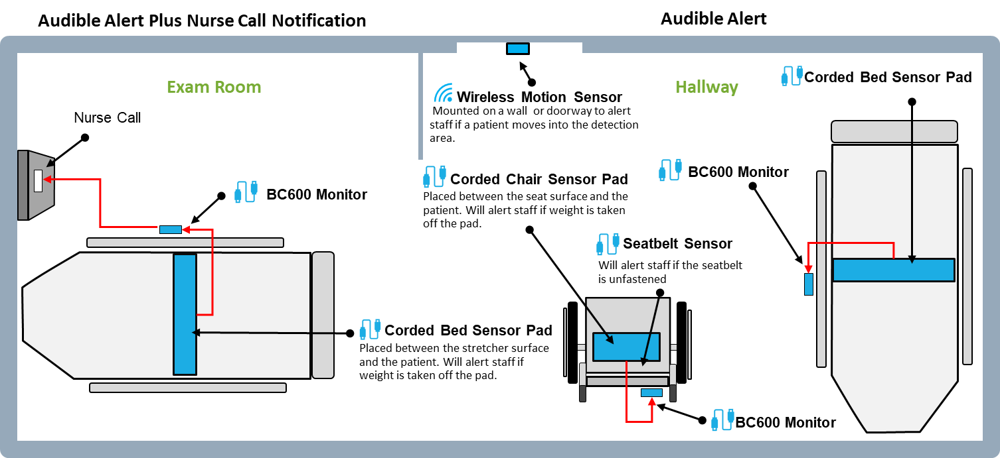 Audible Alert Plus Nurse Call Notification
Audible Alert
Exam Room
Nurse Call
BC600 Monitor
Corded Bed Sensor Pad
Placed between the stretcher surface
and the patient. Will alert staff if
weight is taken off the pad.
Wireless Motion Sensor
Mounted on a wall or doorway to alert
staff if a patient moves into the detection
area.
Hallway
Corded Chair Sensor Pad
Placed between the seat surface and the
patient. Will alert staff if weight is taken
off the pad.
Seatbelt Sensor
Will alert staff if the seatbelt
is unfastened
BC600 Monitor
Corded Bed Sensor Pad
BC600 Monitor